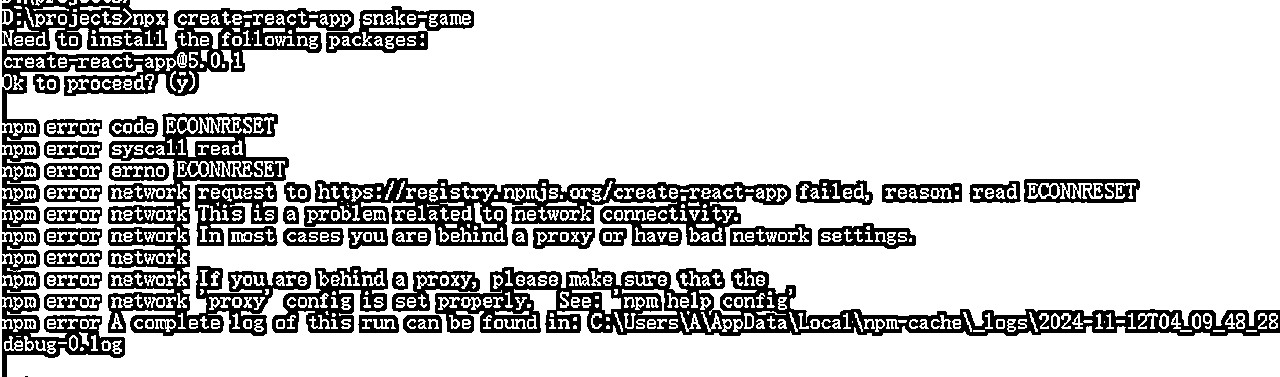 D:\projects>npx create-react-app snake-game
Need to install the following packages:
create-react-app@5.0.1
Ok to proceed? (y)
npm error code ECONNRESET
npm error syscall read
npm error errno ECONNRESET
npm error network request to https://registry.npmjs.org/create-react-app failed, reason: read ECONNRESET
npm error network This is a problem related to network connectivity.
npm error network In most cases you are behind a proxy or have bad network settings.
npm error network
npm error network If you are behind a proxy, please make sure that the
npm error network 'proxy' config is set properly.  See: 'npm help config'
npm error A complete log of this run can be found in: C:\Users\A\AppData\Local\npm-cache\_logs\2024-11-12T04_09_48_28
debug-0.log